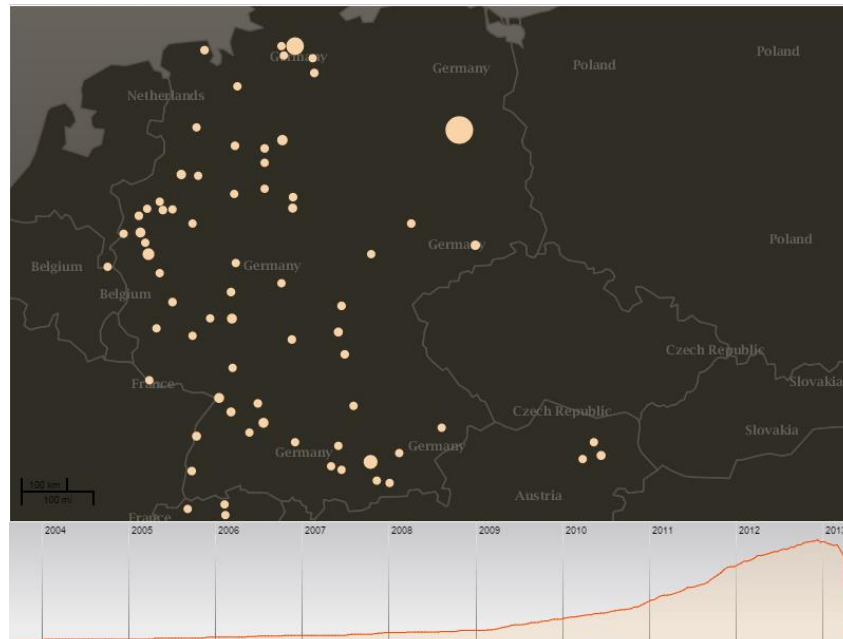 Germany
Germany
Poland
Poland
Netherlands
Belgium
Germany
Germany
Poland
Belgium
France
Czech Republic
Slovakia
Czech Republic
Slovakia
Germany
Germany
Austria
100 km
100 mi
France
2004 2005 2006 2007 2008 2009 2010 2011 2012 2013